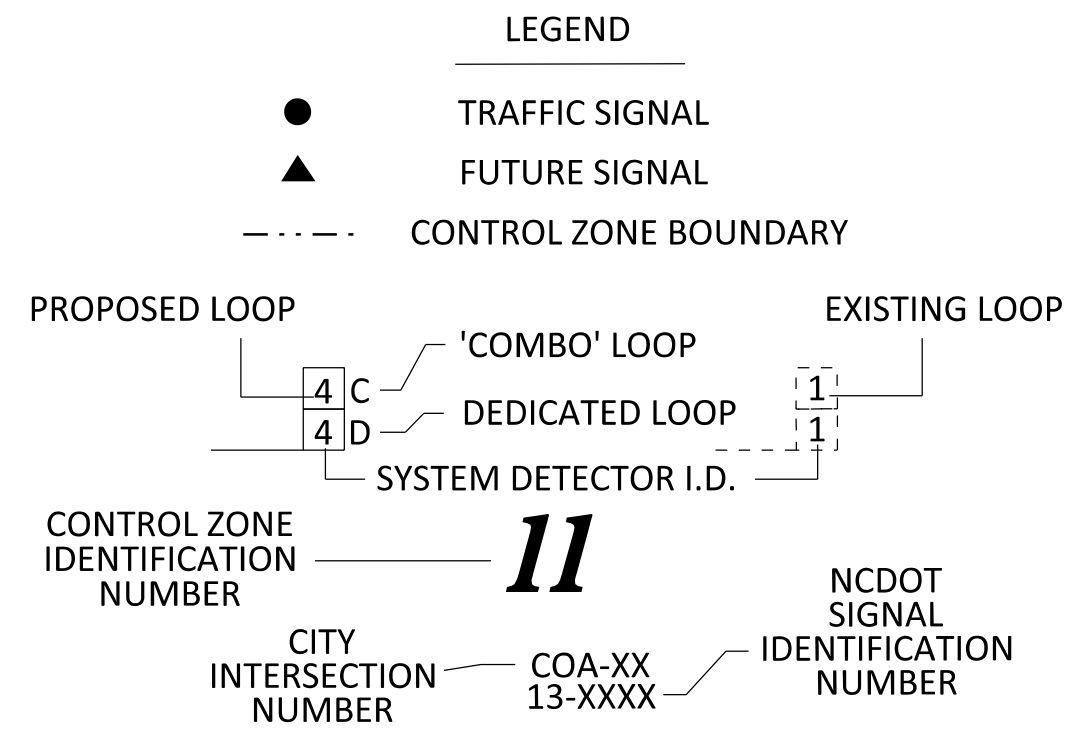 LEGEND
TRAFFIC SIGNAL
FUTURE SIGNAL
CONTROL ZONE BOUNDARY
PROPOSED LOOP
EXISTING LOOP
'COMBO' LOOP
4 C
1
DEDICATED LOOP
4 D
1
SYSTEM DETECTOR I.D.
CONTROL ZONE
IDENTIFICATION
NUMBER
11
NCDOT
SIGNAL
IDENTIFICATION
NUMBER
CITY
INTERSECTION
NUMBER
COA-XX
13-XXXX